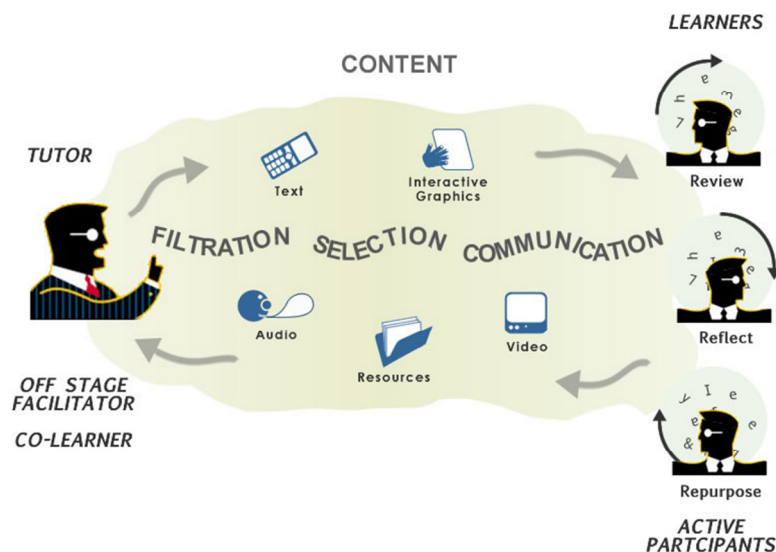 LEARNERS
CONTENT
TUTOR
Text
Interactive
Graphics
Review
FILTRATION SELECTION COMMUNICATION
Audio
Resources
Video
Reflect
OFF STAGE
FACILITATOR
CO-LEARNER
Repurpose
ACTIVE
PARTCIPANTS